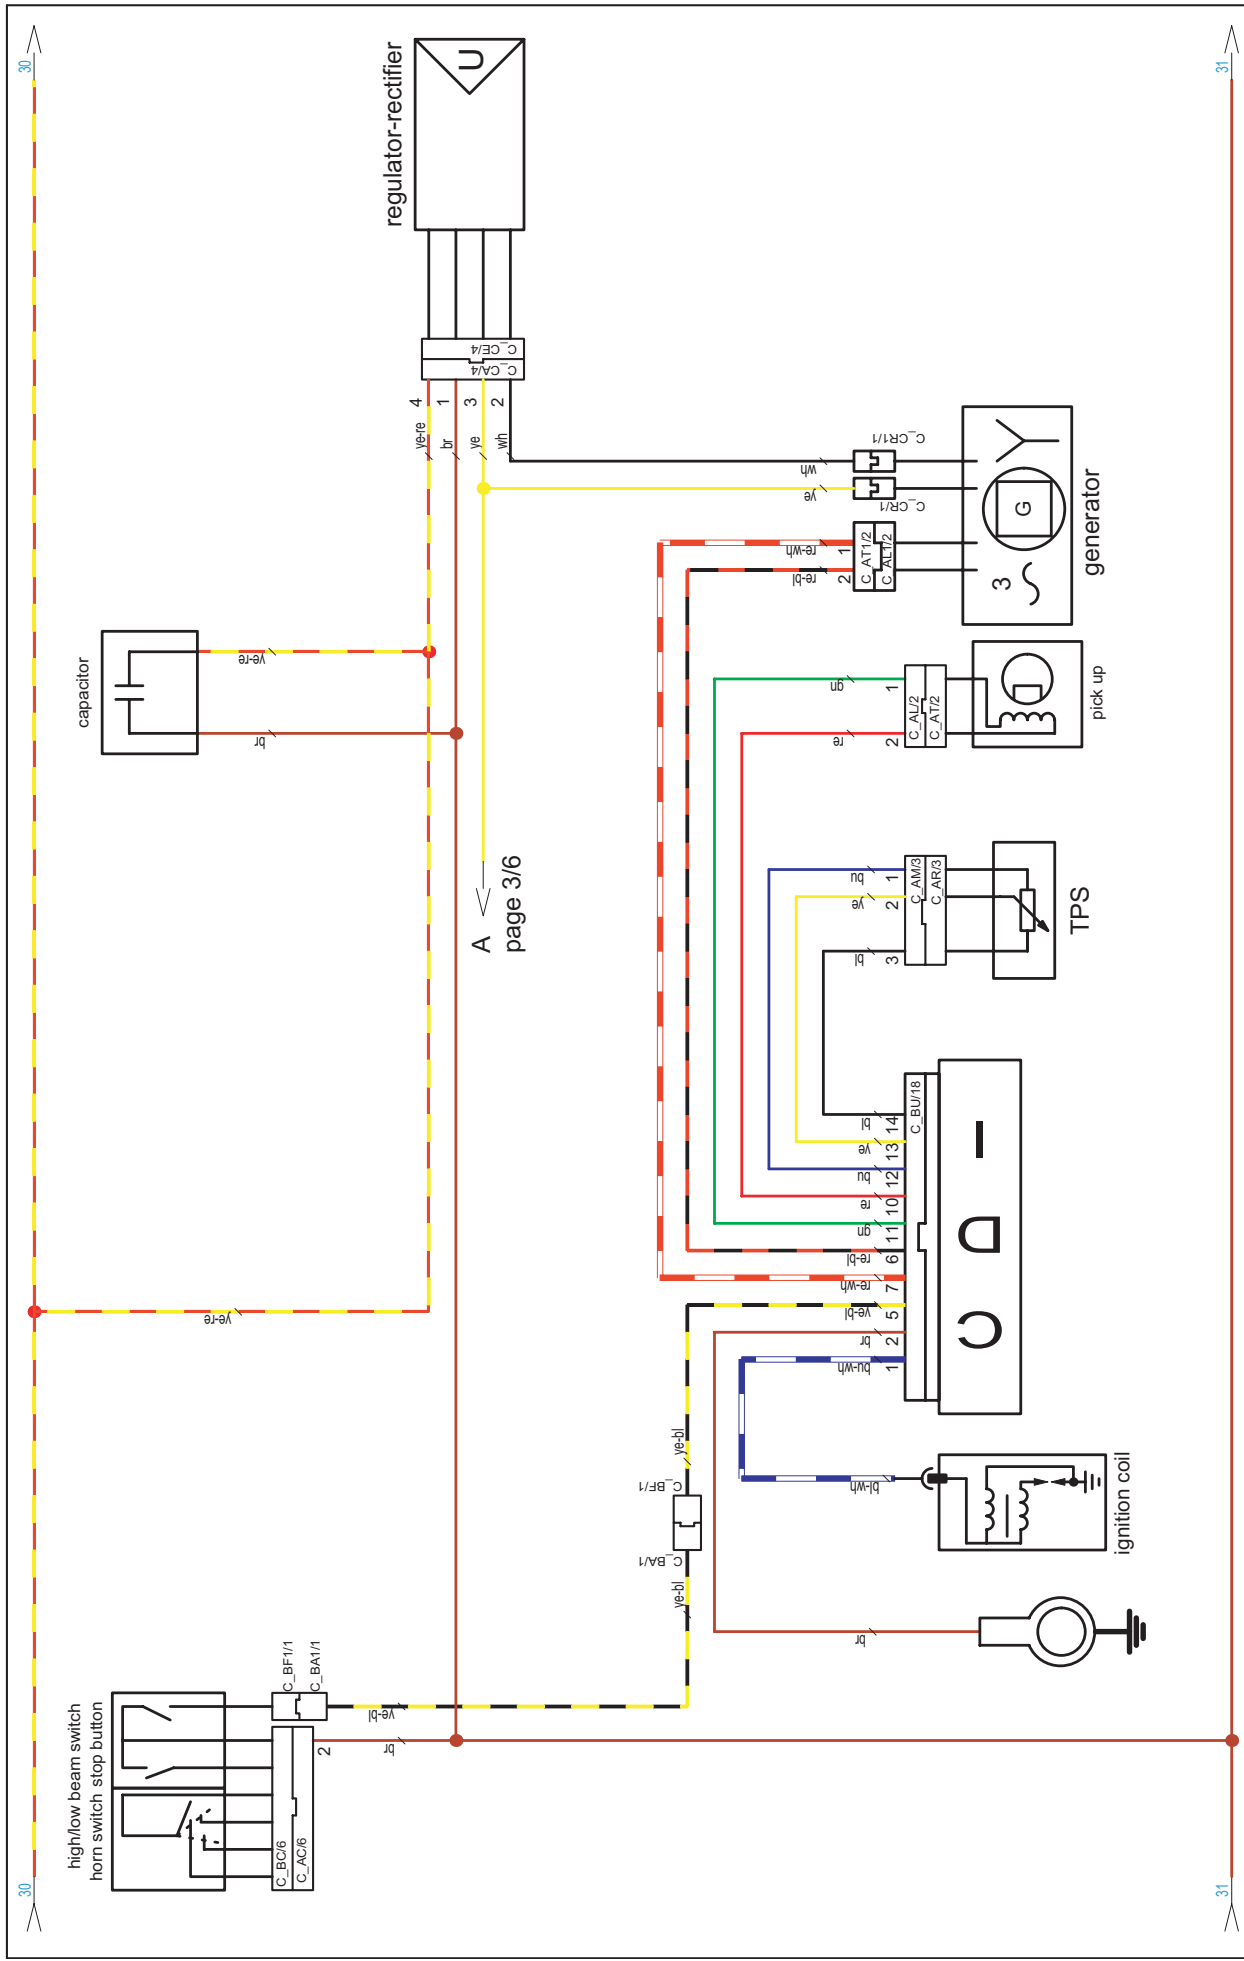 30
30
31
31
regulator-rectifier
U
C_CE/4
C_CA/4
4
1
3
2
ye-re
br
ye
wh
capacitor
ye-re
br
ye-re
A
page 3/6
wh
ye
C_CR1/1
C_CR/1
re-wh
re-bl
1
2
C_AT1/2
C_AL1/2
G
3
generator
gn
re
1
2
C_AL/2
C_AT/2
pick up
bu
ye
bl
1
2
3
C_AM/3
C_AR/3
TPS
C_BU/18
bl
ye
bu
re
gn
re-bl
re-wh
ye-bl
br
bu-wh
14
13
12
10
11
6
7
5
2
1
C D I
bl-wh
ignition coil
br
ye-bl
C_BF/1
C_BA/1
ye-bl
high/low beam switch
horn switch stop button
C_BF1/1
C_BA1/1
ye-bl
2
br
C_BC/6
C_AC/6